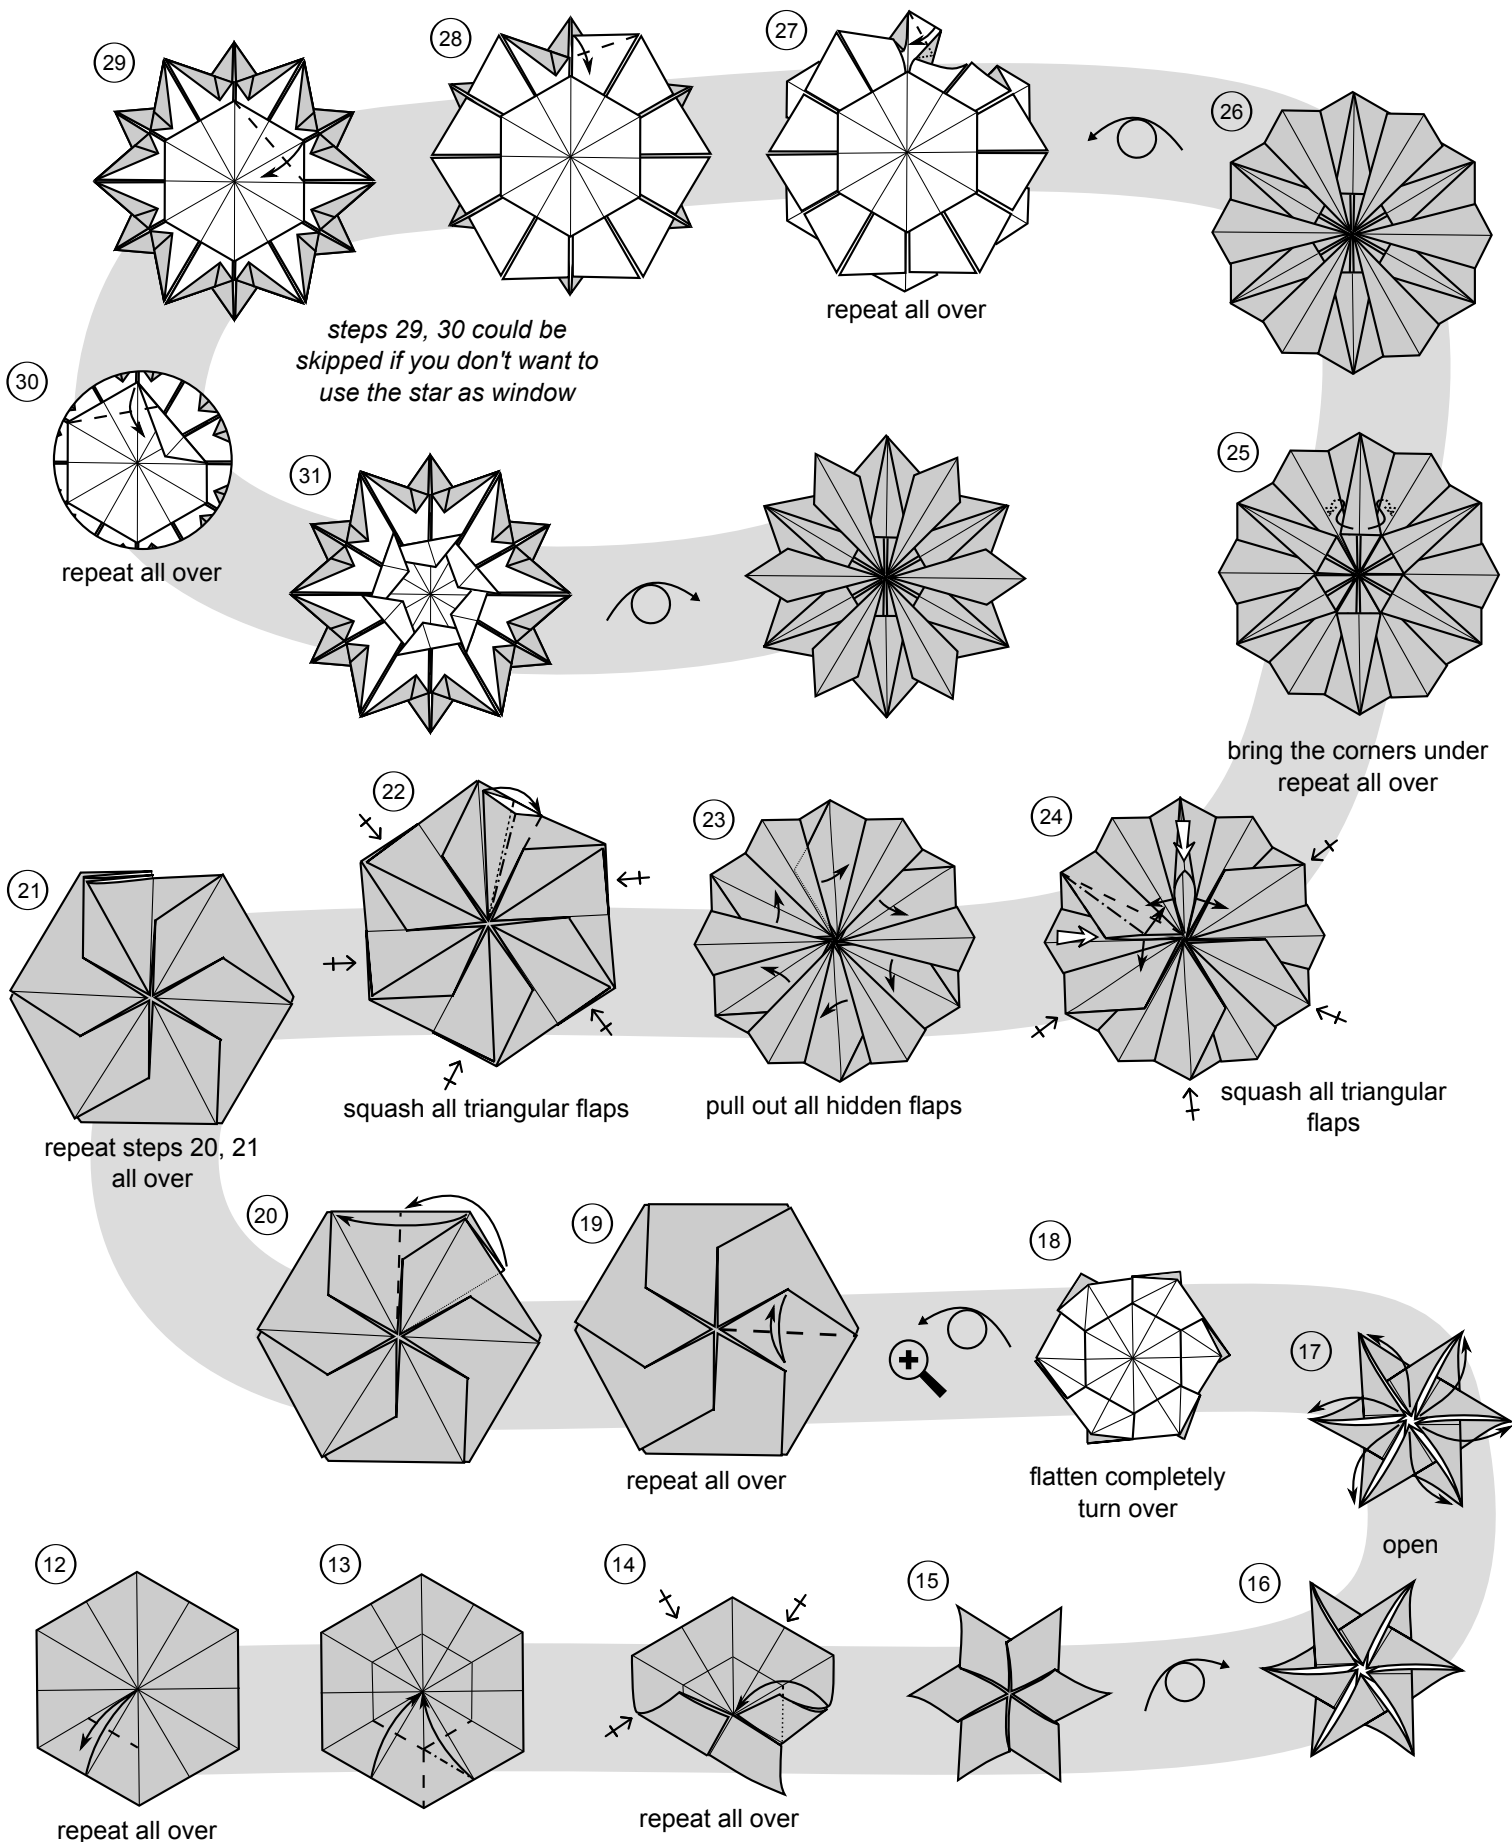 29
28
27
26
repeat all over
steps 29, 30 could be
skipped if you don't want to
use the star as window
30
repeat all over
31
25
bring the corners under
repeat all over
21
repeat steps 20, 21
all over
22
squash all triangular flaps
23
pull out all hidden flaps
24
squash all triangular
flaps
20
19
repeat all over
18
flatten completely
turn over
17
open
12
repeat all over
13
14
repeat all over
15
16